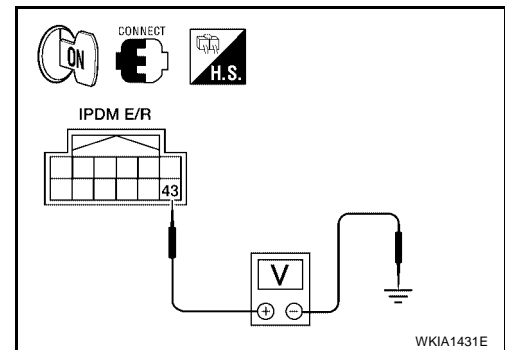 CONNECT
ON
H.S.
IPDM E/R
43
V
+ −
WKIA1431E